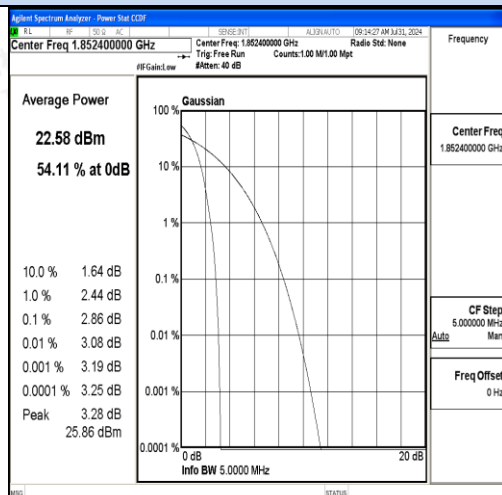 Agilent Spectrum Analyzer - Power Stat CCDF
RL RF 50 Ω AC SENSE:INT ALIGN AUTO 09:14:27 AM Jul 31, 2024
Center Freq 1.852400000 GHz
Center Freq: 1.852400000 GHz Radio Std: None
Trig: Free Run Counts:1.00 M/1.00 Mpt
#IFGain:Low #Atten: 40 dB
Frequency
Average Power
22.58 dBm
54.11 % at 0dB
10.0 % 1.64 dB
1.0 % 2.44 dB
0.1 % 2.86 dB
0.01 % 3.08 dB
0.001 % 3.19 dB
0.0001 % 3.25 dB
Peak 3.28 dB
25.86 dBm
Gaussian
100 %
10 %
1 %
0.1 %
0.01 %
0.001 %
0.0001 %
0 dB 20 dB
Info BW 5.0000 MHz
Center Freq
1.852400000 GHz
CF Step
5.000000 MHz
Auto Man
Freq Offset
0 Hz
MSG STATUS